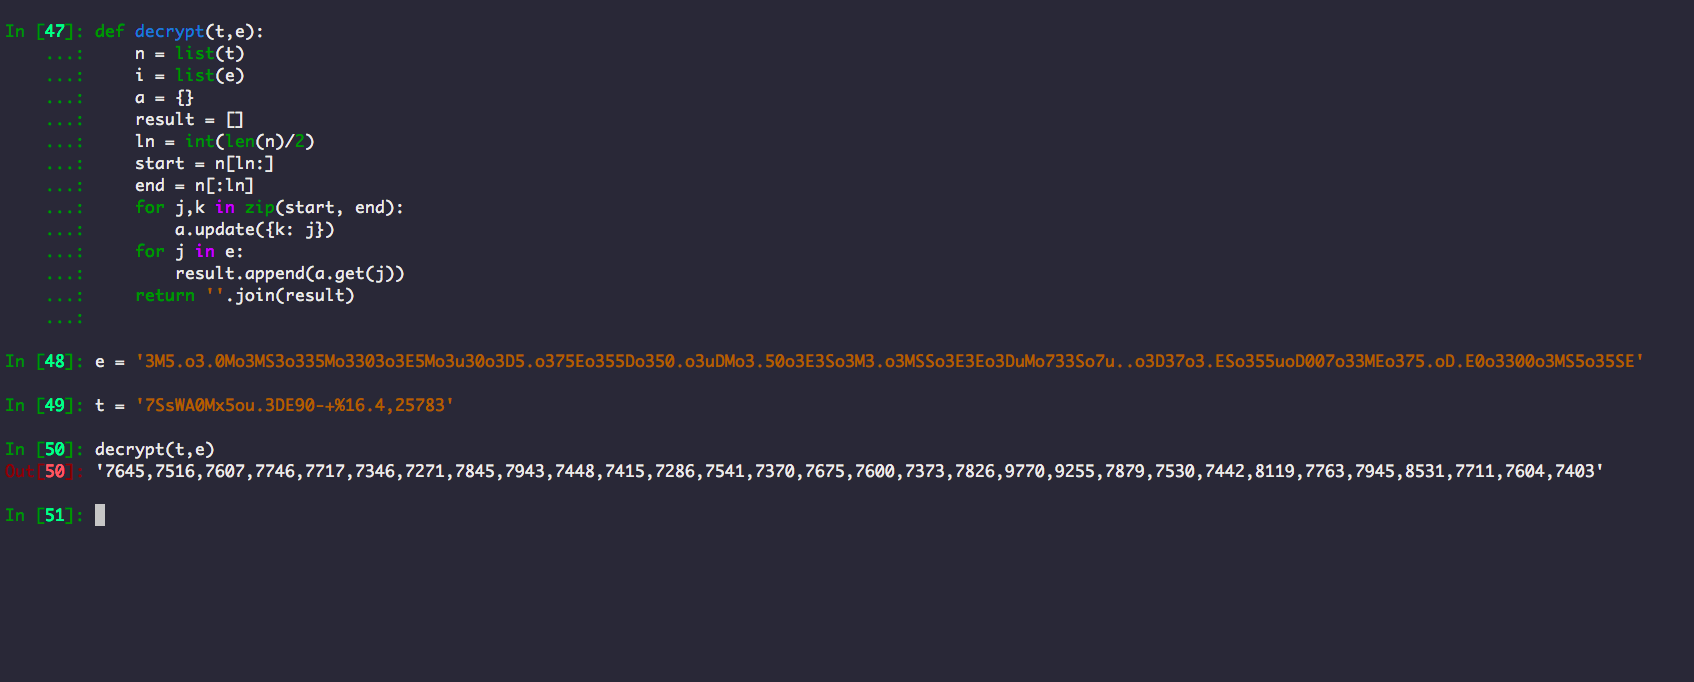 In [47]: def decrypt(t,e):
    ...:     n = list(t)
    ...:     i = list(e)
    ...:     a = {}
    ...:     result = []
    ...:     ln = int(len(n)/2)
    ...:     start = n[ln:]
    ...:     end = n[:ln]
    ...:     for j,k in zip(start, end):
    ...:         a.update({k: j})
    ...:     for j in e:
    ...:         result.append(a.get(j))
    ...:     return ''.join(result)
    ...:
In [48]: e = '3M5.o3.0Mo3MS3o335Mo3303o3E5Mo3u30o3D5.o375Eo355Do350.o3uDMo3.50o3E3So3M3.o3MSSo3E3Eo3DuMo733So7u..o3D37o3.ESo355uoD007o33MEo375.oD.E0o3300o3MS5o35SE'
In [49]: t = '7SsWA0Mx5ou.3DE90-+%16.4,25783'
In [50]: decrypt(t,e)
Out[50]: '7645,7516,7607,7746,7717,7346,7271,7845,7943,7448,7415,7286,7541,7370,7675,7600,7373,7826,9770,9255,7879,7530,7442,8119,7763,7945,8531,7711,7604,7403'
In [51]: